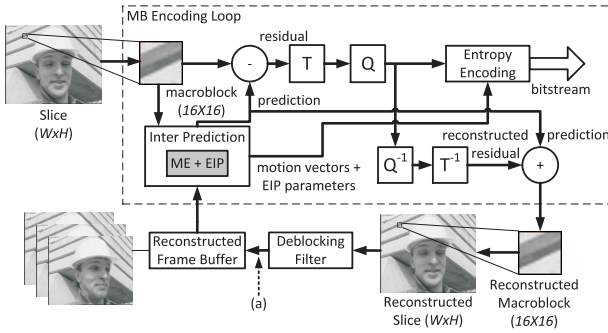 MB Encoding Loop
residual
-
T
Q
Entropy
Encoding
bitstream
macroblock
(16X16)
prediction
Slice
(WxH)
Inter Prediction
ME + EIP
motion vectors +
EIP parameters
reconstructed
residual
prediction
Q-1
T-1
+
Reconstructed
Frame Buffer
Deblocking
Filter
(a)
Reconstructed
Slice (WxH)
Reconstructed
Macroblock
(16X16)